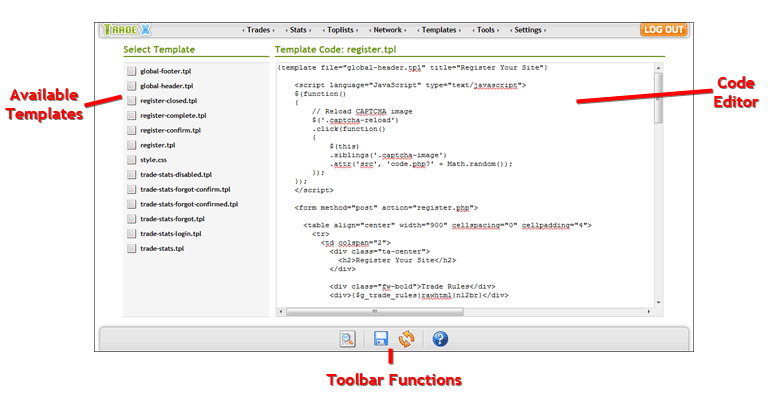 TRADE X
‹ Trades › ‹ Stats › ‹ Toplists › ‹ Network › ‹ Templates › ‹ Tools › ‹ Settings ›
LOG OUT
Select Template
global-footer.tpl
global-header.tpl
register-closed.tpl
register-complete.tpl
register-confirm.tpl
register.tpl
style.css
trade-stats-disabled.tpl
trade-stats-forgot-confirm.tpl
trade-stats-forgot-confirmed.tpl
trade-stats-forgot.tpl
trade-stats-login.tpl
trade-stats.tpl
Template Code: register.tpl
{template file="global-header.tpl" title="Register Your Site"}
<script language="JavaScript" type="text/javascript">
$(function()
{
// Reload CAPTCHA image
$('.captcha-reload')
.click(function()
{
$(this)
.siblings('.captcha-image')
.attr('src', 'code.php?' + Math.random());
});
});
</script>
<form method="post" action="register.php">
<table align="center" width="900" cellspacing="0" cellpadding="4">
<tr>
<td colspan="2">
<div class="ta-center">
<h2>Register Your Site</h2>
</div>
<div class="fw-bold">Trade Rules</div>
<div>{$g_trade_rules|rawhtml|nl2br}</div>
Available
Templates
Code
Editor
Toolbar Functions